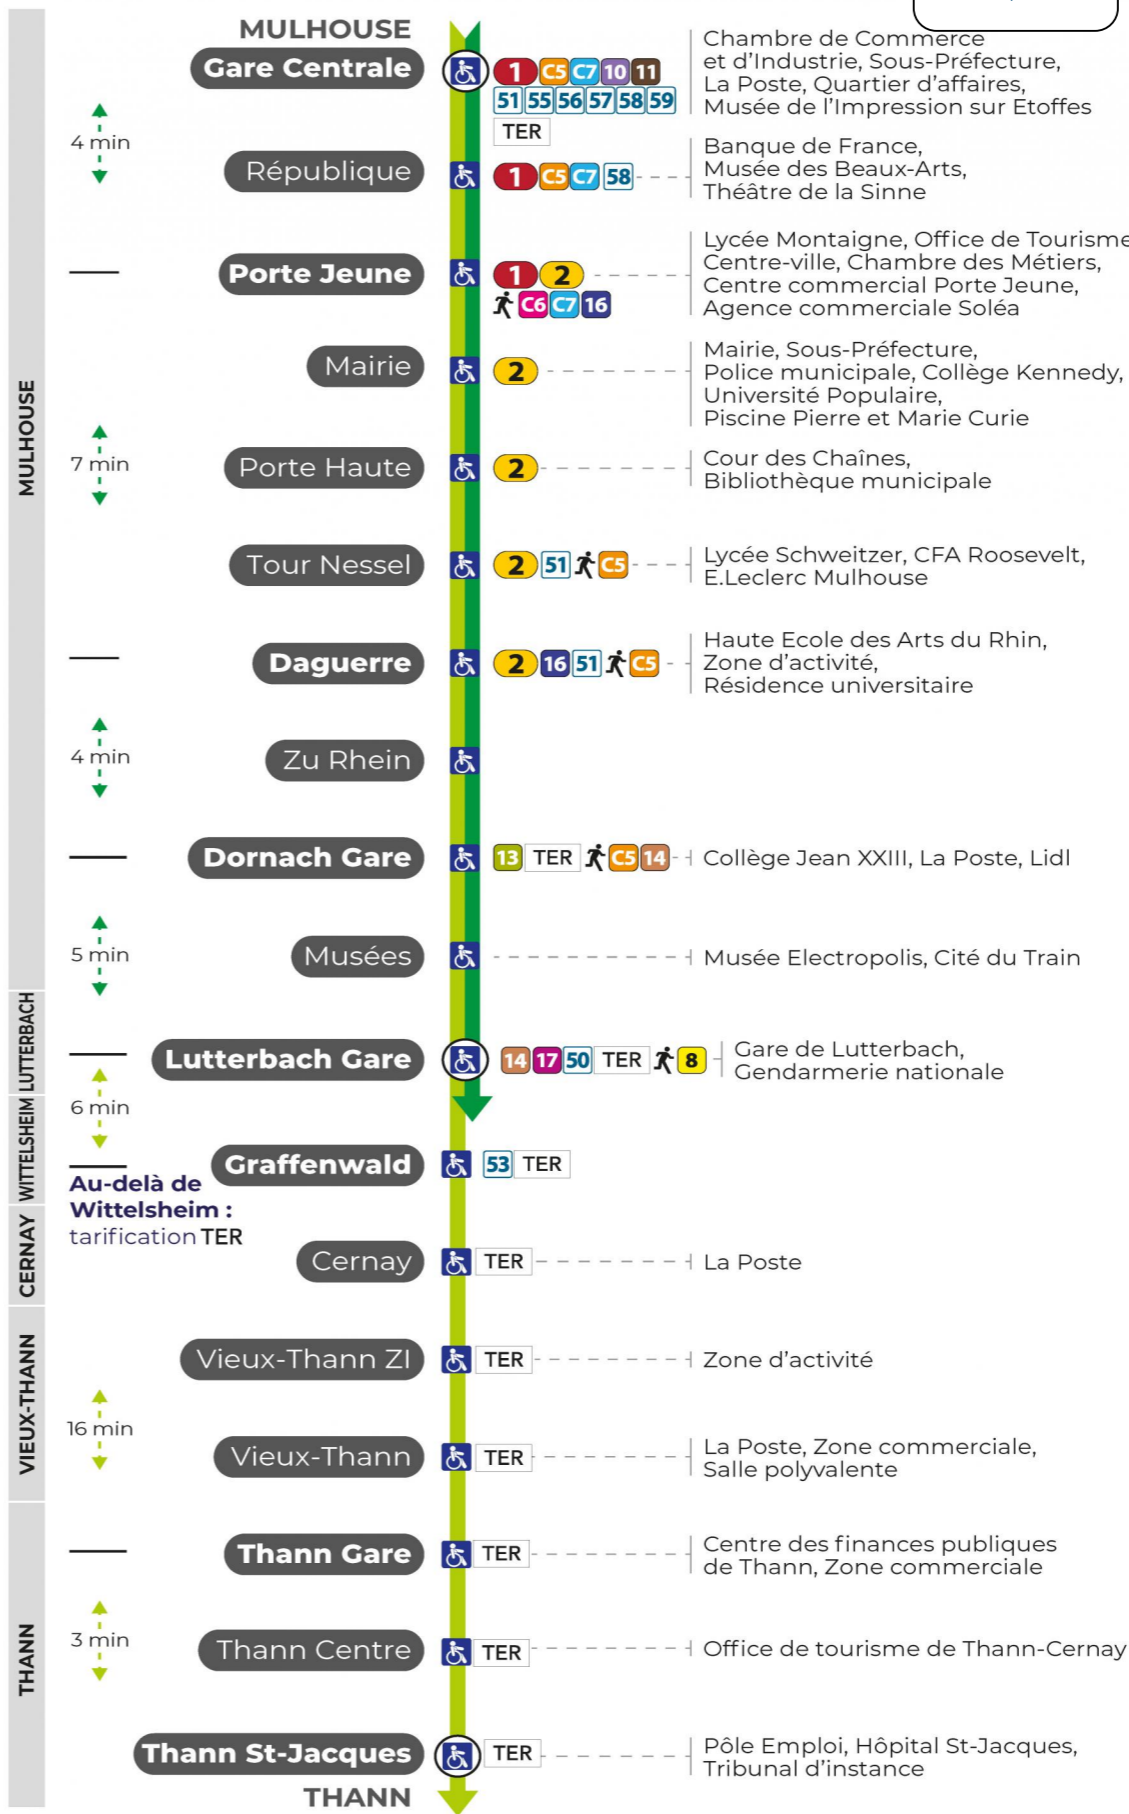 MULHOUSE
Gare Centrale
1 C5 C7 10 11
51 55 56 57 58 59
TER
Chambre de Commerce
et d'Industrie, Sous-Préfecture,
La Poste, Quartier d'affaires,
Musée de l'Impression sur Etoffes
4 min
République
1 C5 C7 58
Banque de France,
Musée des Beaux-Arts,
Théâtre de la Sinne
Porte Jeune
1 2
C6 C7 16
Lycée Montaigne, Office de Tourisme
Centre-ville, Chambre des Métiers,
Centre commercial Porte Jeune,
Agence commerciale Soléa
Mairie
2
Mairie, Sous-Préfecture,
Police municipale, Collège Kennedy,
Université Populaire,
Piscine Pierre et Marie Curie
MULHOUSE
7 min
Porte Haute
2
Cour des Chaînes,
Bibliothèque municipale
Tour Nessel
2 51 C5
Lycée Schweitzer, CFA Roosevelt,
E.Leclerc Mulhouse
Daguerre
2 16 51 C5
Haute Ecole des Arts du Rhin,
Zone d'activité,
Résidence universitaire
4 min
Zu Rhein
Dornach Gare
13 TER C5 14
Collège Jean XXIII, La Poste, Lidl
5 min
Musées
Musée Electropolis, Cité du Train
LUTTERBACH
Lutterbach Gare
14 17 50 TER 8
Gare de Lutterbach,
Gendarmerie nationale
6 min
WITTELSHEIM
Graffenwald
53 TER
Au-delà de
Wittelsheim :
tarification TER
CERNAY
Cernay
TER
La Poste
VIEUX-THANN
Vieux-Thann ZI
TER
Zone d'activité
16 min
Vieux-Thann
TER
La Poste, Zone commerciale,
Salle polyvalente
Thann Gare
TER
Centre des finances publiques
de Thann, Zone commerciale
THANN
3 min
Thann Centre
TER
Office de tourisme de Thann-Cernay
Thann St-Jacques
TER
Pôle Emploi, Hôpital St-Jacques,
Tribunal d'instance
THANN